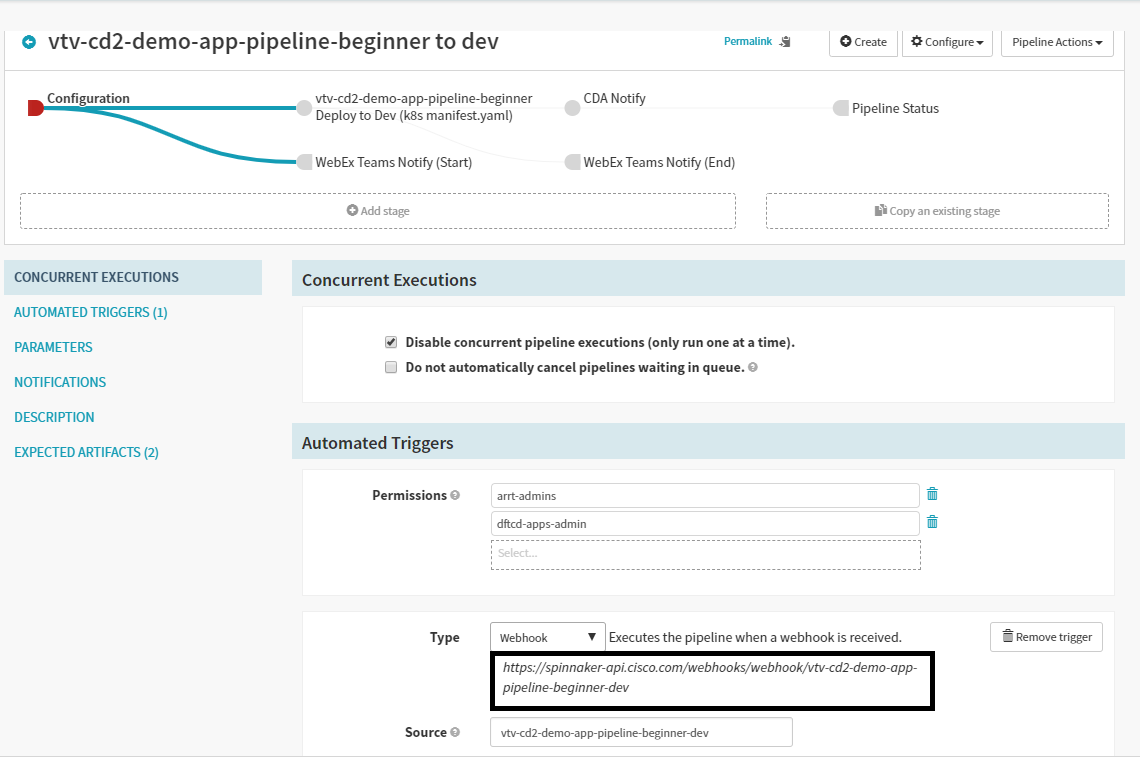 vtv-cd2-demo-app-pipeline-beginner to dev
Permalink
Create
Configure
Pipeline Actions
Configuration
vtv-cd2-demo-app-pipeline-beginner
Deploy to Dev (k8s manifest.yaml)
CDA Notify
Pipeline Status
WebEx Teams Notify (Start)
WebEx Teams Notify (End)
Add stage
Copy an existing stage
CONCURRENT EXECUTIONS
AUTOMATED TRIGGERS (1)
PARAMETERS
NOTIFICATIONS
DESCRIPTION
EXPECTED ARTIFACTS (2)
Concurrent Executions
Disable concurrent pipeline executions (only run one at a time).
Do not automatically cancel pipelines waiting in queue.
Automated Triggers
Permissions
arrt-admins
dftcd-apps-admin
Select...
Type
Webhook
Executes the pipeline when a webhook is received.
Remove trigger
https://spinnaker-api.cisco.com/webhooks/webhook/vtv-cd2-demo-app-
pipeline-beginner-dev
Source
vtv-cd2-demo-app-pipeline-beginner-dev